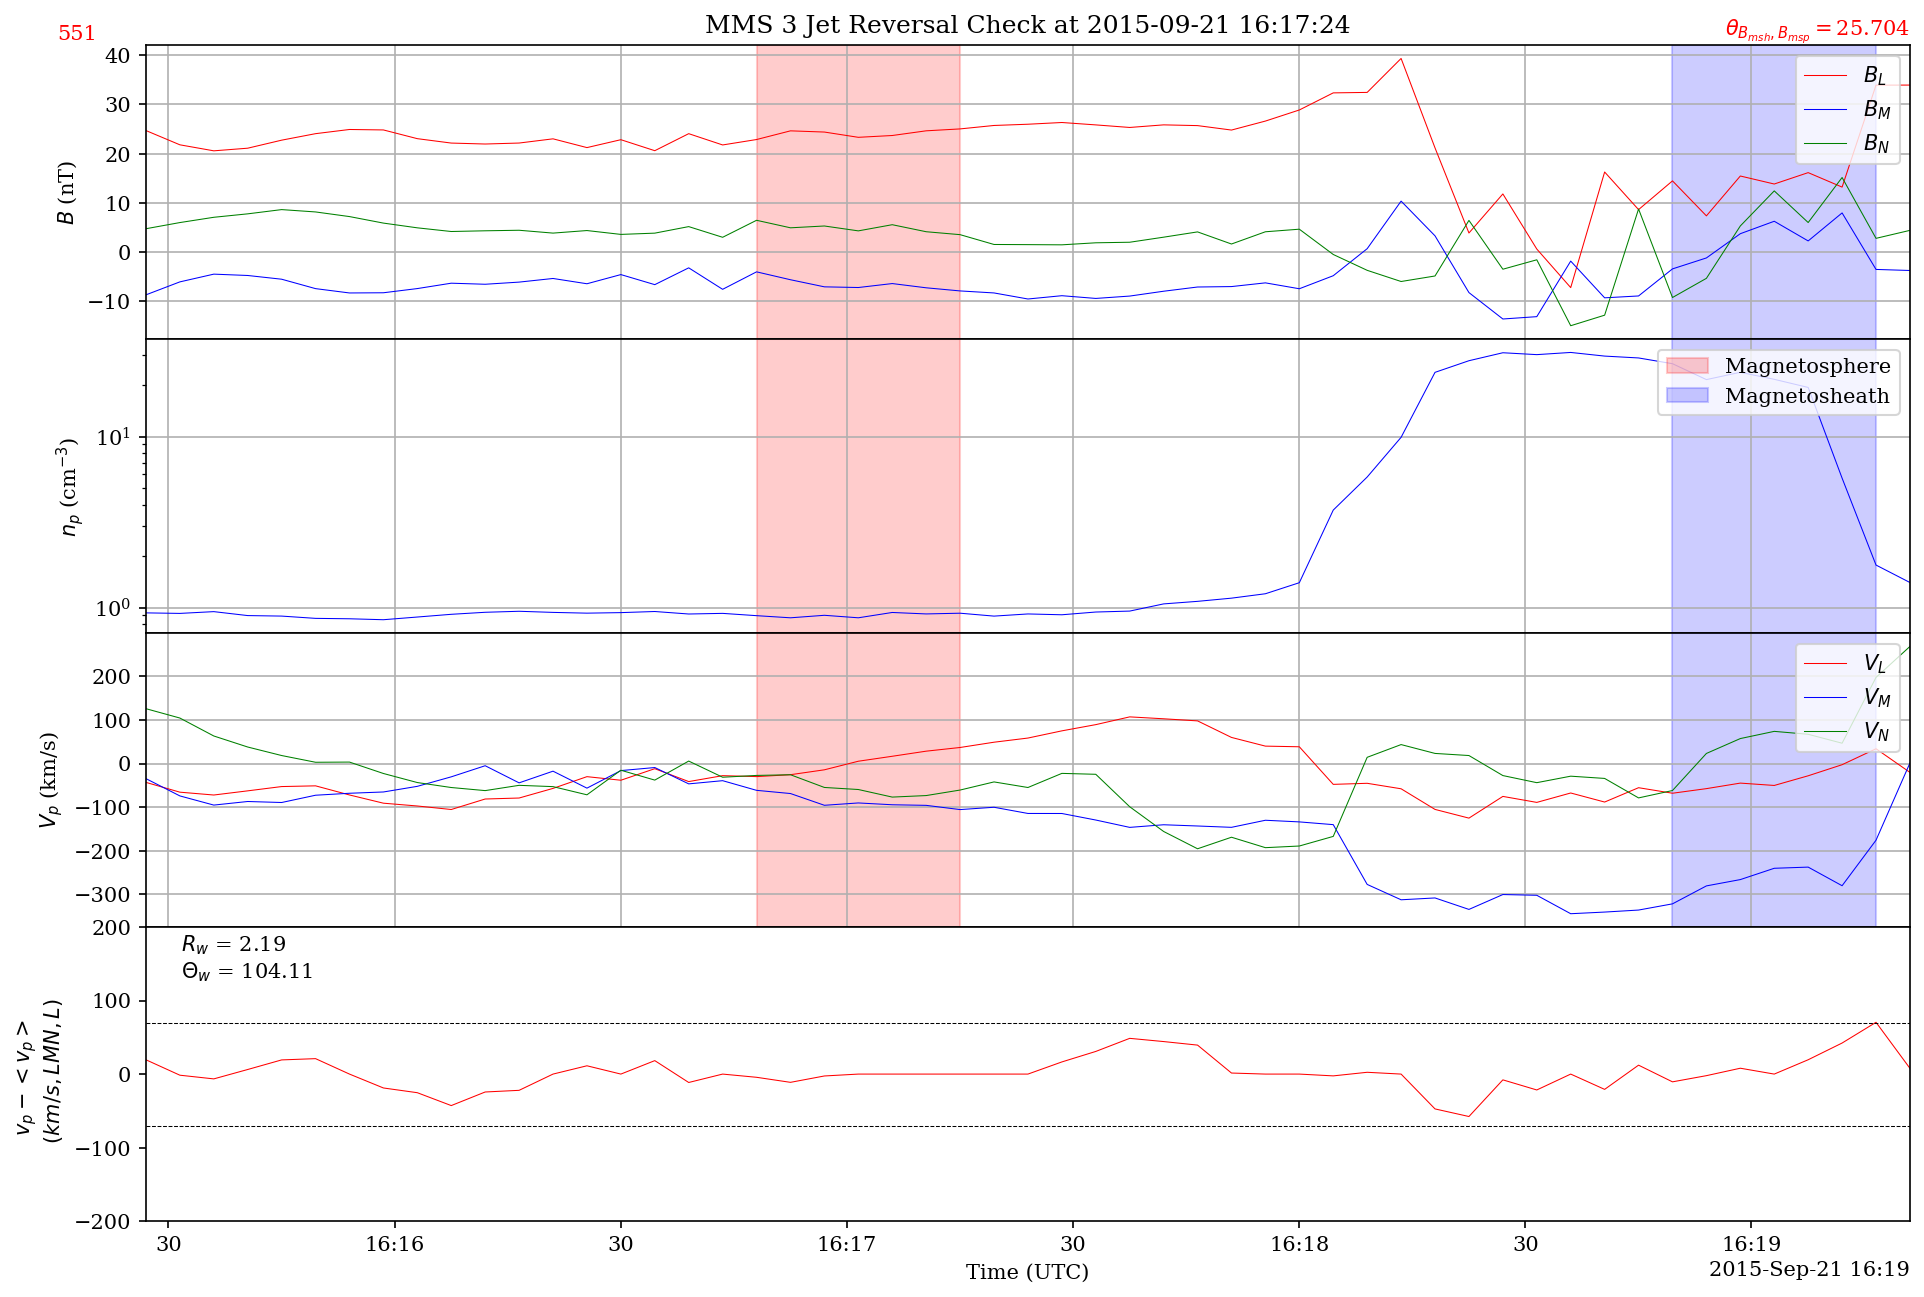 MMS 3 Jet Reversal Check at 2015-09-21 16:17:24
551
θ_{B_{msh}, B_{msp}} = 25.704
40
30
20
10
0
−10
B (nT)
B_L
B_M
B_N
10^1
10^0
n_p (cm^{−3})
Magnetosphere
Magnetosheath
200
100
0
−100
−200
−300
V_p (km/s)
V_L
V_M
V_N
200
100
0
−100
−200
v_p − < v_p >
(km/s, LMN, L)
R_w = 2.19
Θ_w = 104.11
30
16:16
30
16:17
30
16:18
30
16:19
Time (UTC)
2015-Sep-21 16:19